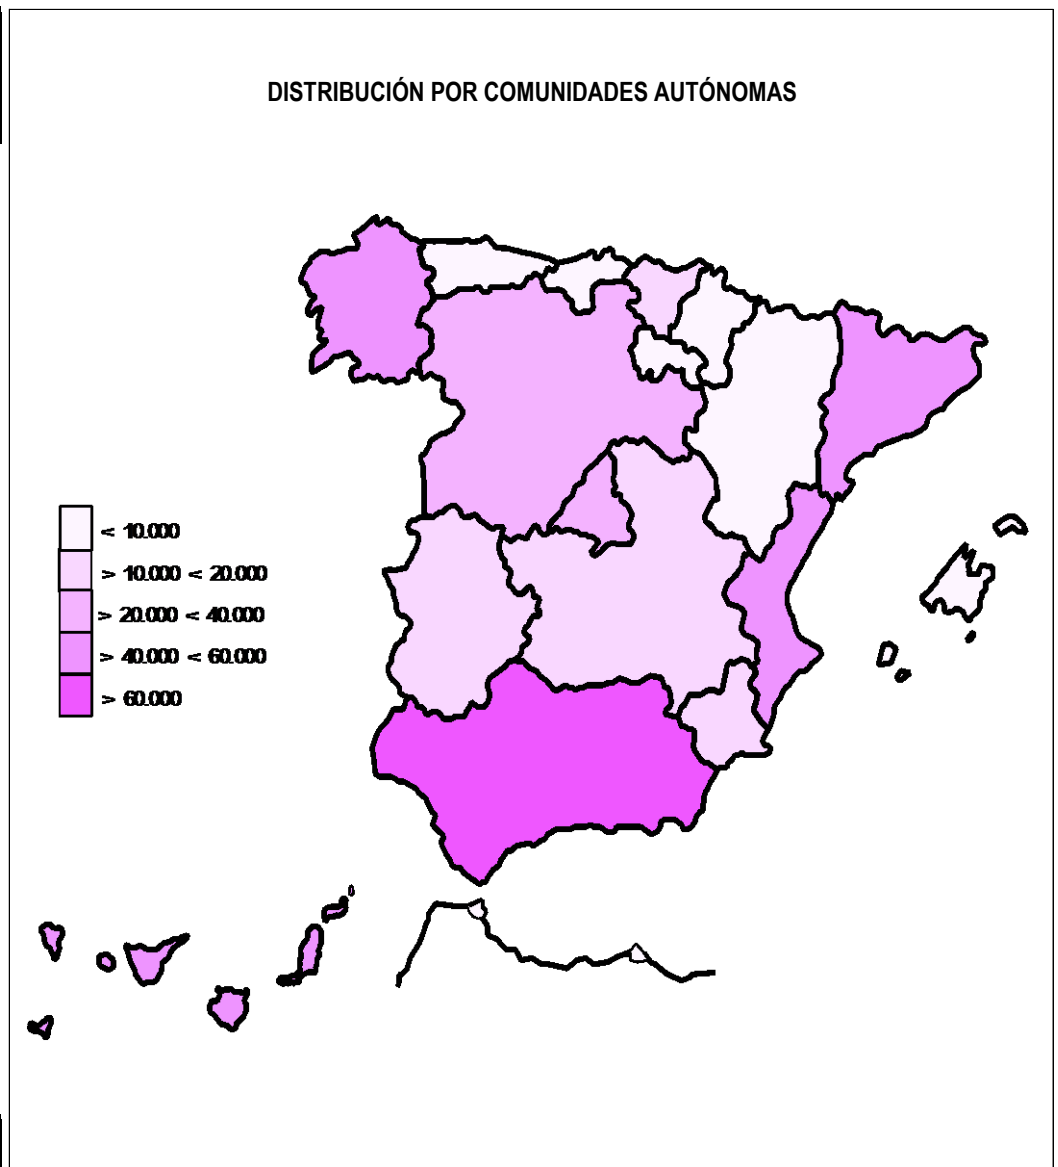 DISTRIBUCIÓN POR COMUNIDADES AUTÓNOMAS
< 10.000
> 10.000 < 20.000
> 20.000 < 40.000
> 40.000 < 60.000
> 60.000